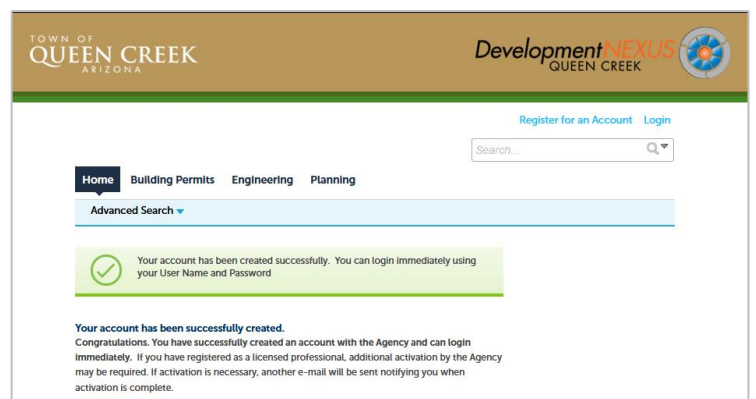 TOWN OF
QUEEN CREEK
ARIZONA
DevelopmentNEXUS
QUEEN CREEK
Register for an Account Login
Search...
Home Building Permits Engineering Planning
Advanced Search
Your account has been created successfully. You can login immediately using
your User Name and Password
Your account has been successfully created.
Congratulations. You have successfully created an account with the Agency and can login
immediately. If you have registered as a licensed professional, additional activation by the Agency
may be required. If activation is necessary, another e-mail will be sent notifying you when
activation is complete.